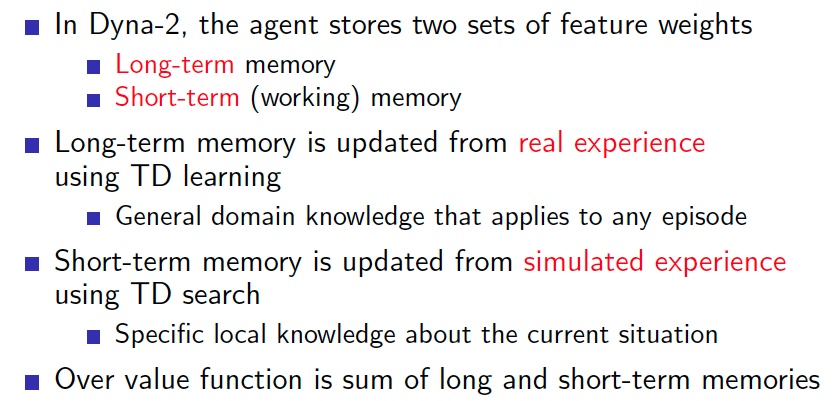 In Dyna-2, the agent stores two sets of feature weights
Long-term memory
Short-term (working) memory
Long-term memory is updated from real experience
using TD learning
General domain knowledge that applies to any episode
Short-term memory is updated from simulated experience
using TD search
Specific local knowledge about the current situation
Over value function is sum of long and short-term memories